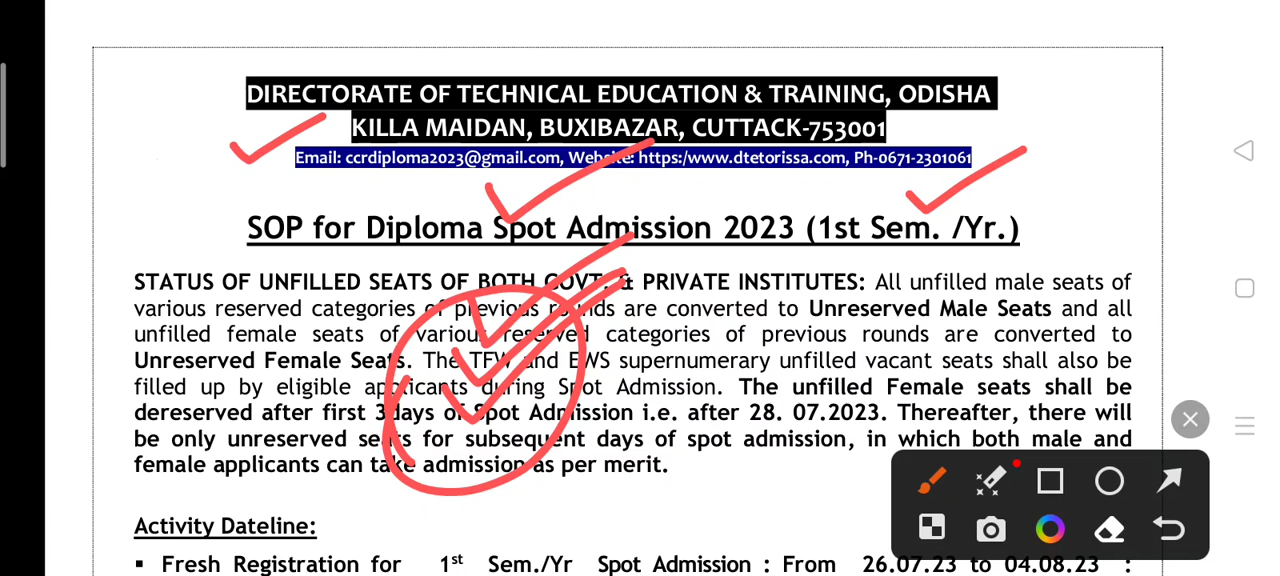 DIRECTORATE OF TECHNICAL EDUCATION & TRAINING, ODISHA
KILLA MAIDAN, BUXIBAZAR, CUTTACK-753001
Email: ccrdiploma2023@gmail.com, Website: https:/www.dtetorissa.com, Ph-0671-2301061
SOP for Diploma Spot Admission 2023 (1st Sem. /Yr.)
STATUS OF UNFILLED SEATS OF BOTH GOVT. & PRIVATE INSTITUTES: All unfilled male seats of
various reserved categories of previous rounds are converted to Unreserved Male Seats and all
unfilled female seats of various reserved categories of previous rounds are converted to
Unreserved Female Seats. The TFW and EWS supernumerary unfilled vacant seats shall also be
filled up by eligible applicants during Spot Admission. The unfilled Female seats shall be
dereserved after first 3days of Spot Admission i.e. after 28. 07.2023. Thereafter, there will
be only unreserved seats for subsequent days of spot admission, in which both male and
female applicants can take admission as per merit.
Activity Dateline:
▪ Fresh Registration for 1st Sem./Yr Spot Admission : From 26.07.23 to 04.08.23 :